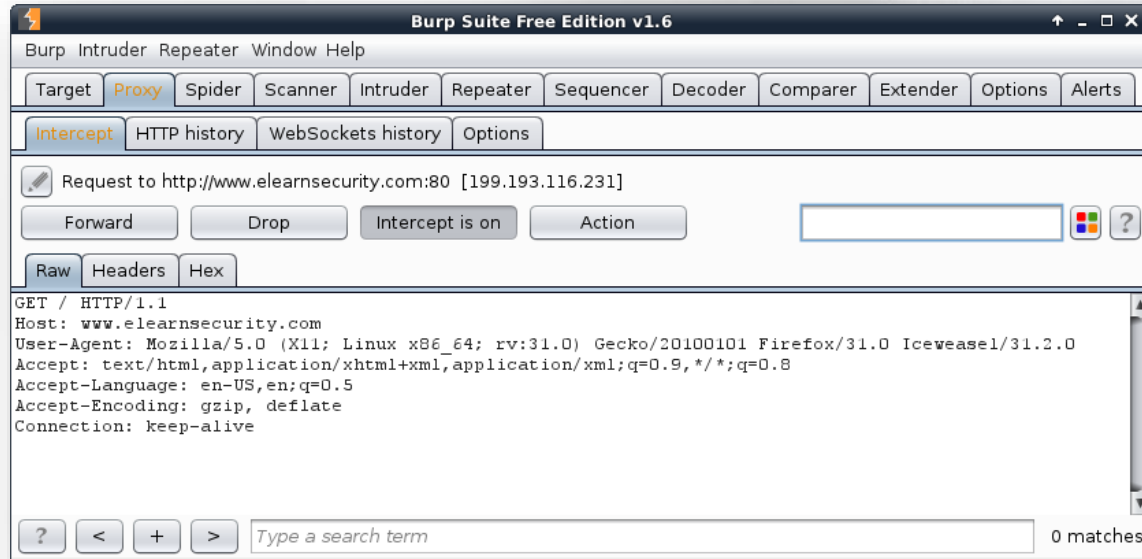 Burp Suite Free Edition v1.6
Burp Intruder Repeater Window Help
Target Proxy Spider Scanner Intruder Repeater Sequencer Decoder Comparer Extender Options Alerts
Intercept HTTP history WebSockets history Options
Request to http://www.elearnsecurity.com:80 [199.193.116.231]
Forward Drop Intercept is on Action ?
Raw Headers Hex
GET / HTTP/1.1
Host: www.elearnsecurity.com
User-Agent: Mozilla/5.0 (X11; Linux x86_64; rv:31.0) Gecko/20100101 Firefox/31.0 Iceweasel/31.2.0
Accept: text/html,application/xhtml+xml,application/xml;q=0.9,*/*;q=0.8
Accept-Language: en-US,en;q=0.5
Accept-Encoding: gzip, deflate
Connection: keep-alive
? < + > Type a search term 0 matches